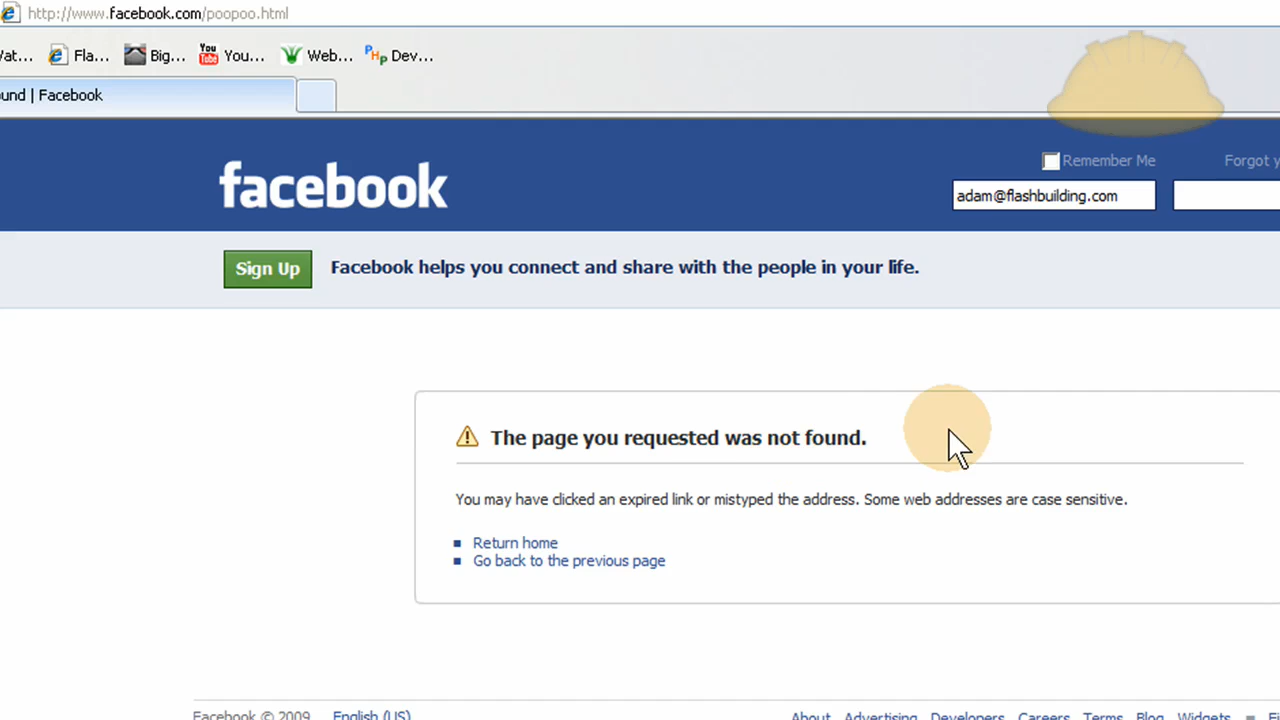 http://www.facebook.com/poopoo.html
Fla... Big... You... Web... Dev...
| Facebook
facebook
Remember Me Forgot
adam@flashbuilding.com
Sign Up Facebook helps you connect and share with the people in your life.
The page you requested was not found.
You may have clicked an expired link or mistyped the address. Some web addresses are case sensitive.
Return home
Go back to the previous page
Facebook © 2009 English (US) About Advertising Developers Careers Terms Blog Widgets